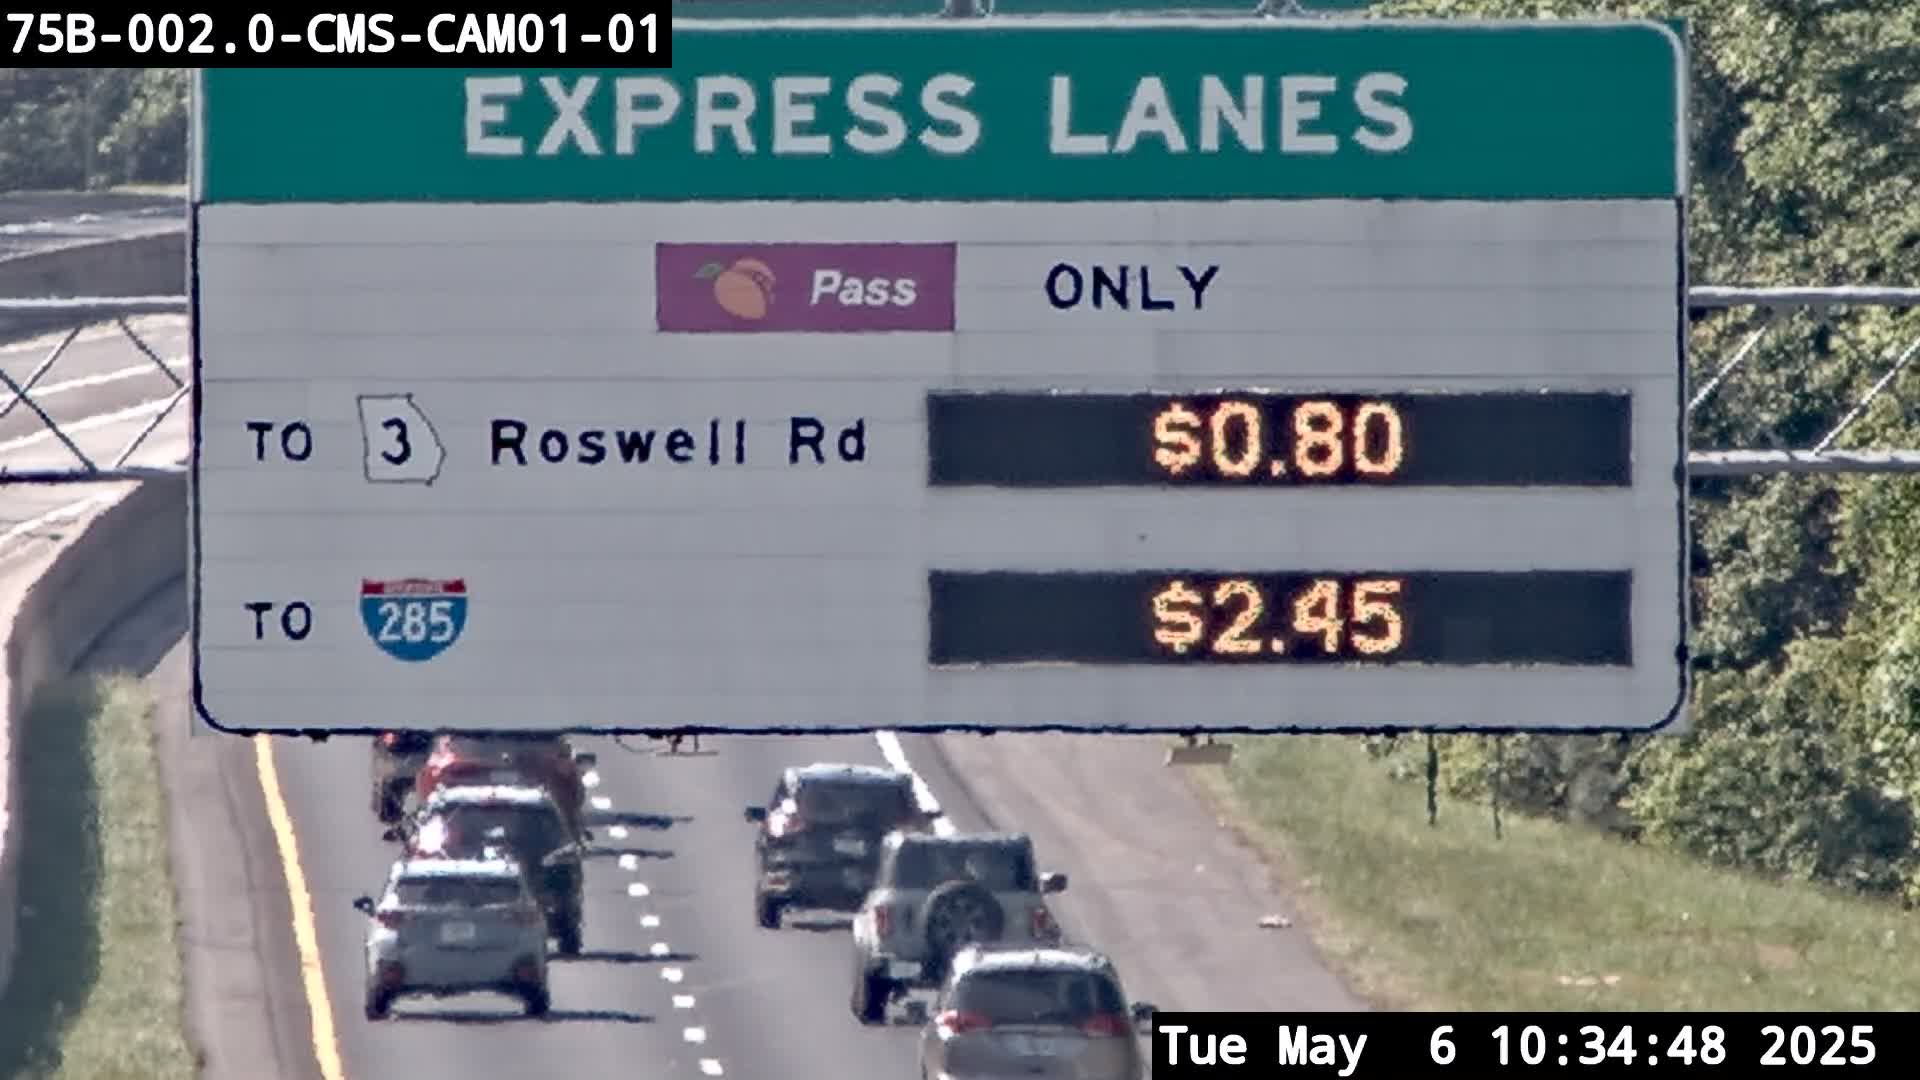 75B-002.0-CMS-CAM01-01
EXPRESS LANES
Pass ONLY
TO 3 Roswell Rd $0.80
TO 285 $2.45
Tue May 6 10:34:48 2025